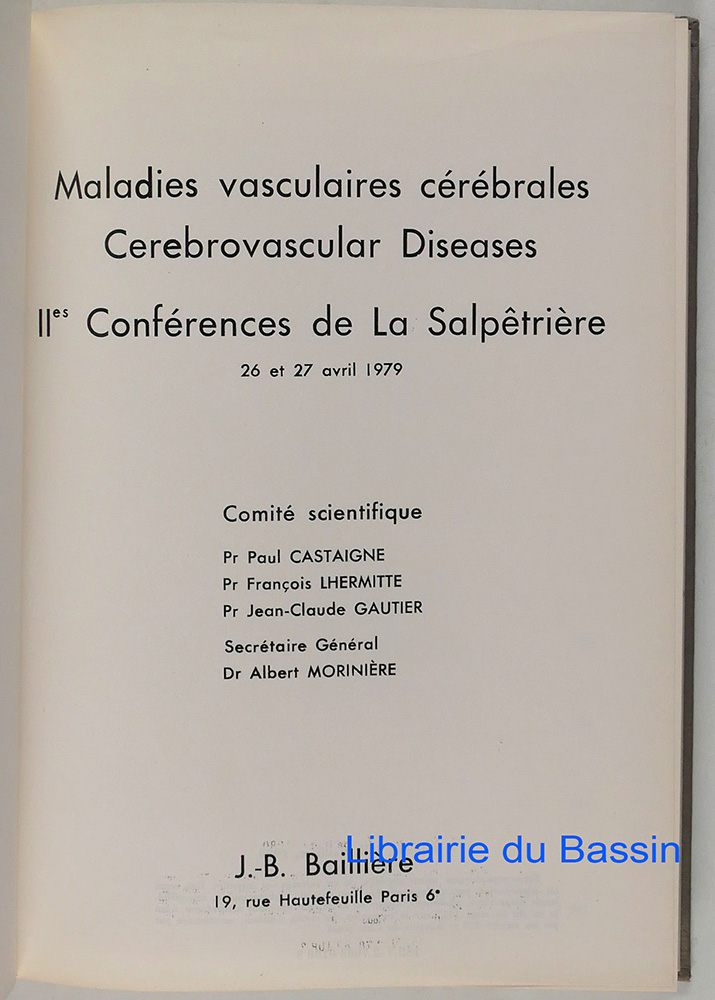 Maladies vasculaires cérébrales
Cerebrovascular Diseases
IIes Conférences de La Salpêtrière
26 et 27 avril 1979
Comité scientifique
Pr Paul CASTAIGNE
Pr François LHERMITTE
Pr Jean-Claude GAUTIER
Secrétaire Général
Dr Albert MORINIÈRE
J.-B. Baillière
Librairie du Bassin
19, rue Hautefeuille Paris 6e